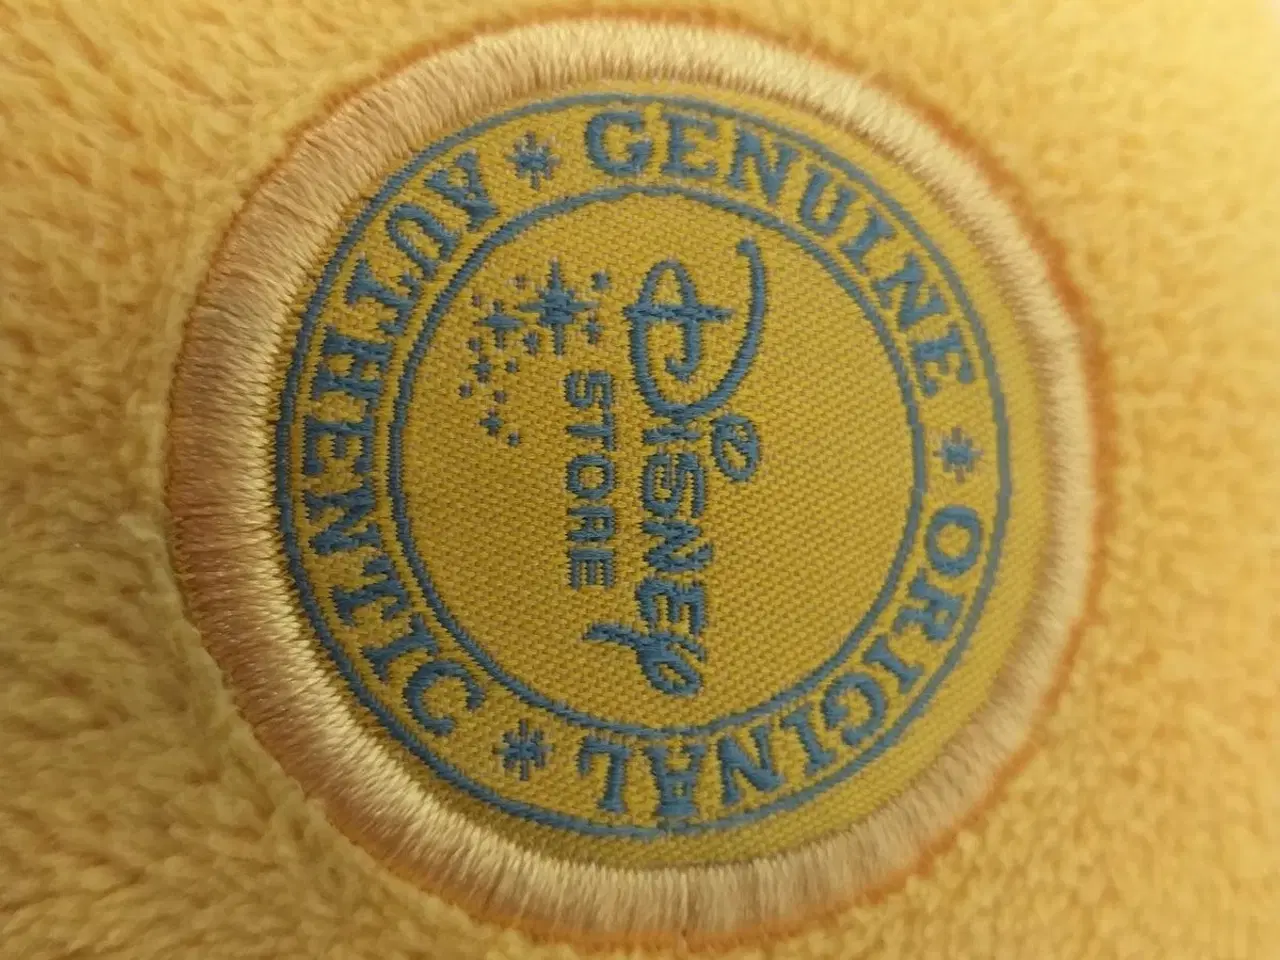 GENUINE * ORIGINAL * AUTHENTIC *
Disney®
STORE